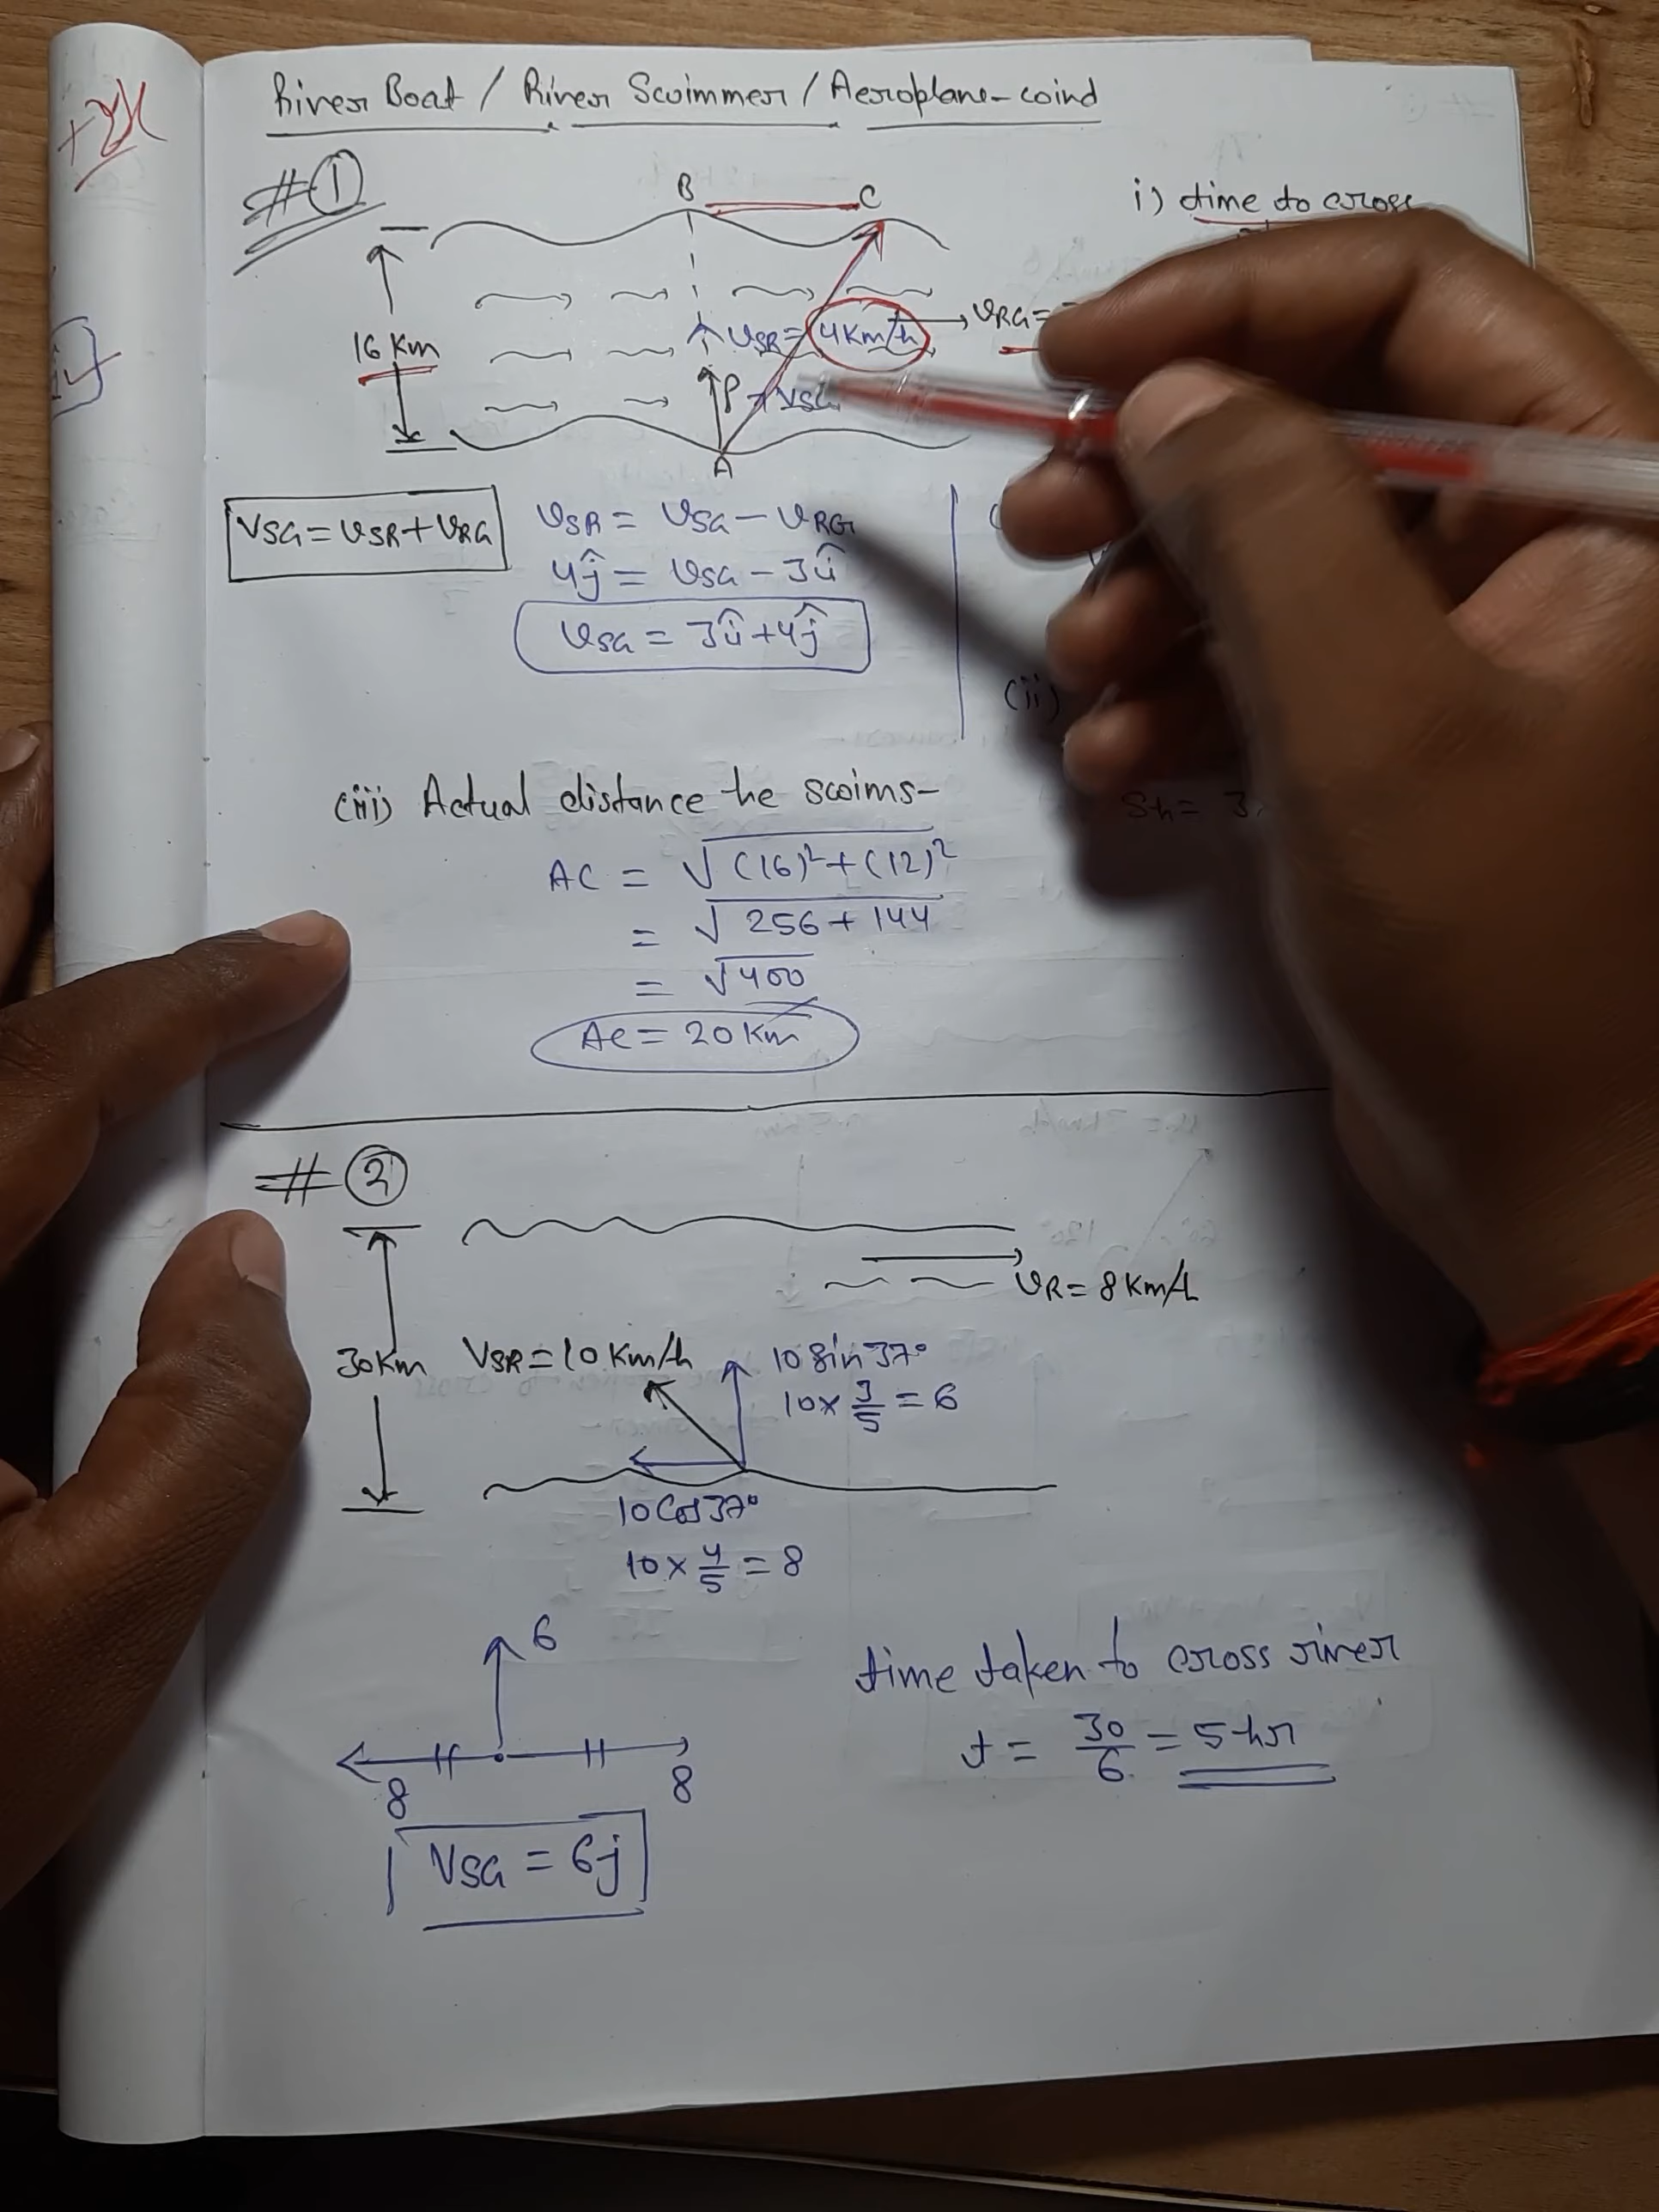 River Boat / River Swimmer / Aeroplane-wind
#①
B C
i) time to cross
16 Km
vSR = 4Km/h
vRG =
P
vSG
A
vSG = vSR + vRG
vSR = vSG − vRG
4ĵ = vSG − 3î
vSG = 3î + 4ĵ
(ii)
(iii) Actual distance he swims-
Sh = 3
AC = √(16)²+(12)²
= √256 + 144
= √400
AC = 20 Km
#②
vR = 8 Km/h
30Km
VSR = 10 Km/h
10 Sin 37°
10 × 3/5 = 6
10 Cos 37°
10 × 4/5 = 8
6
8 8
VSG = 6j
time taken to cross river
t = 30/6 = 5 hr